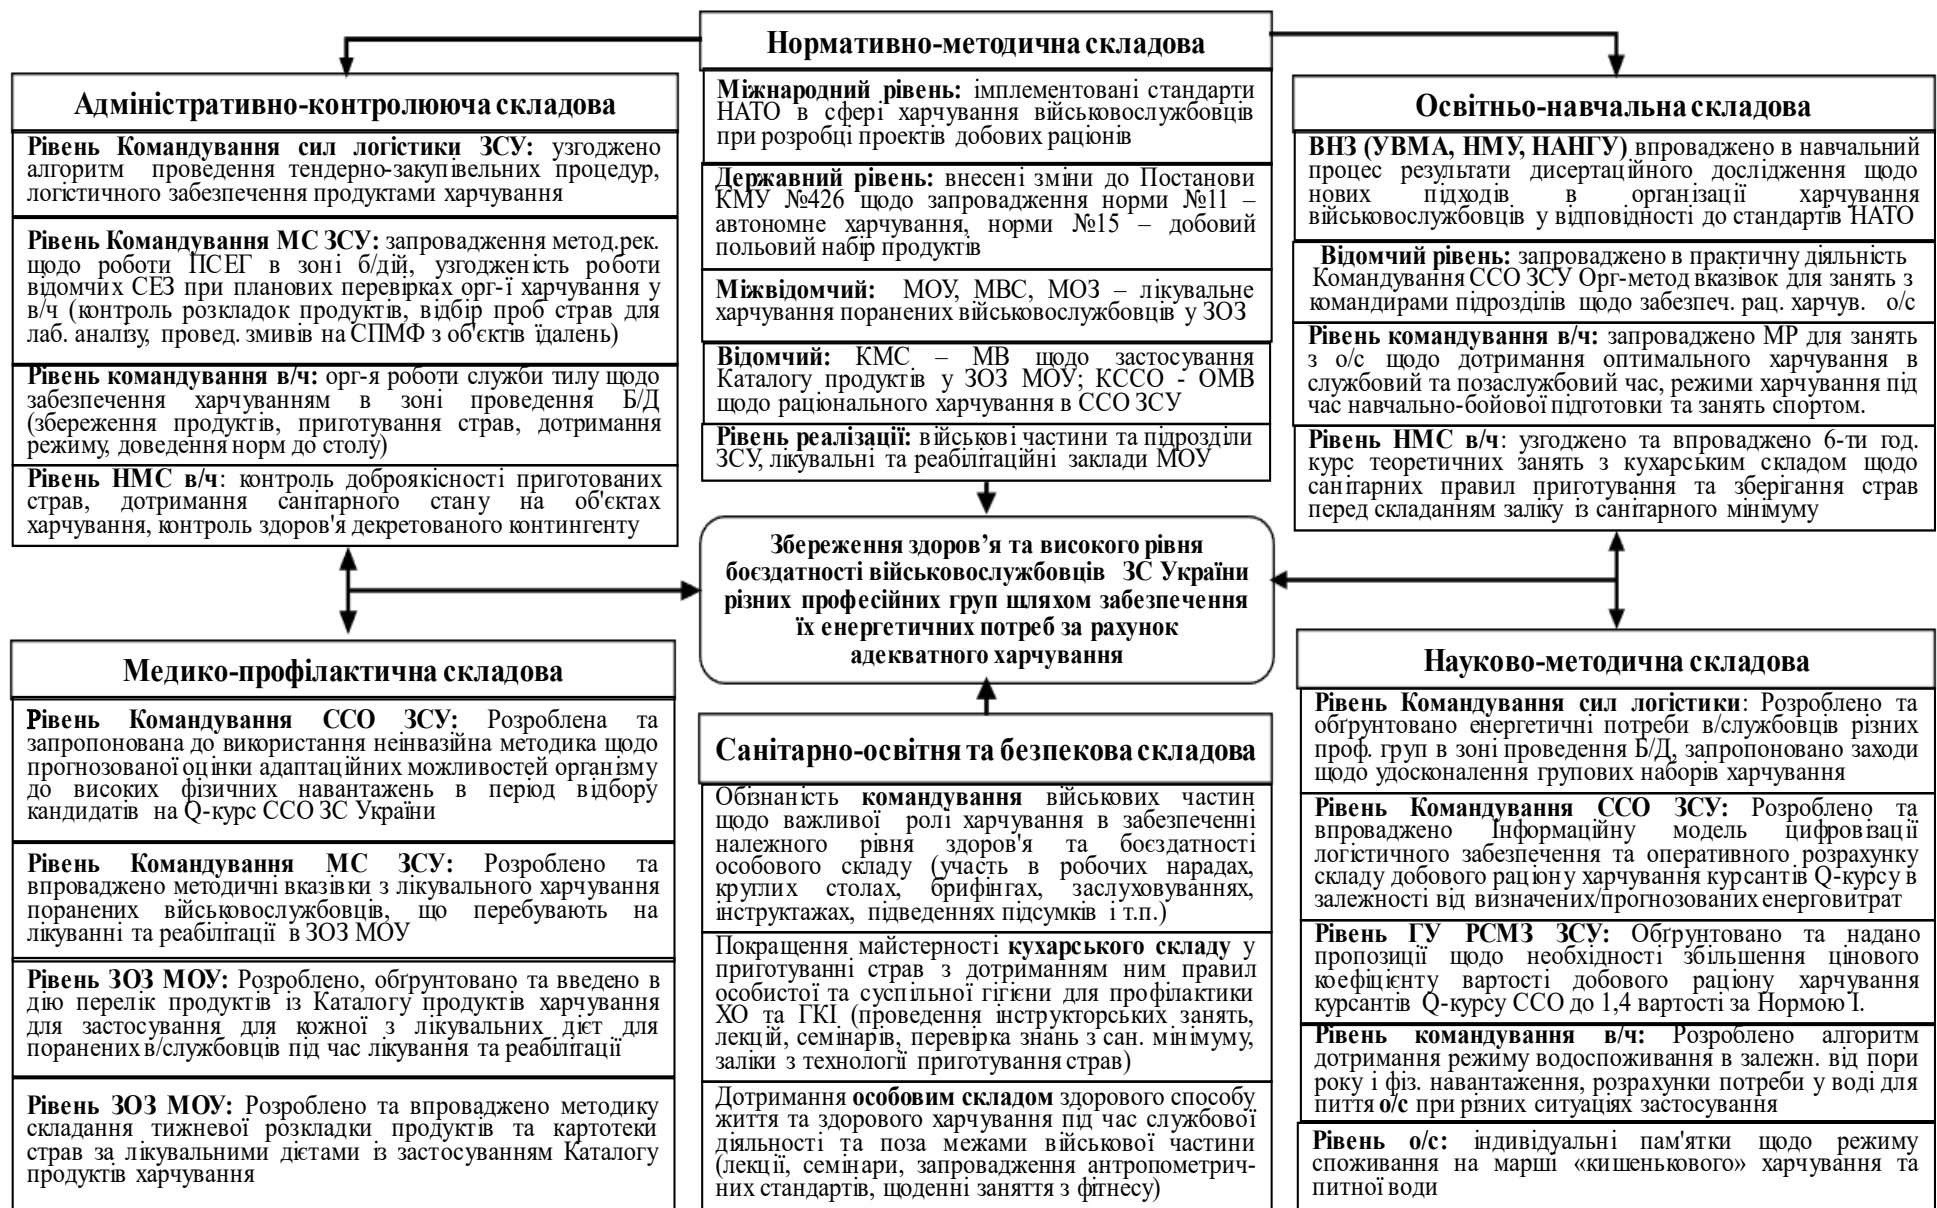 Нормативно-методична складова
Міжнародний рівень: імплементовані стандарти
НАТО в сфері харчування військовослужбовців
при розробці проектів добових раціонів
Державний рівень: внесені зміни до Постанови
КМУ №426 щодо запровадження норми №11 –
автономне харчування, норми №15 – добовий
польовий набір продуктів
Міжвідомчий: МОУ, МВС, МОЗ – лікувальне
харчування поранених військовослужбовців у ЗОЗ
Відомчий: КМС – МВ щодо застосування
Каталогу продуктів у ЗОЗ МОУ; КССО - ОМВ
щодо раціонального харчування в ССО ЗСУ
Рівень реалізації: військові частини та підрозділи
ЗСУ, лікувальні та реабілітаційні заклади МОУ
Адміністративно-контролююча складова
Рівень Командування сил логістики ЗСУ: узгоджено
алгоритм проведення тендерно-закупівельних процедур,
логістичного забезпечення продуктами харчування
Рівень Командування МС ЗСУ: запровадження метод.рек.
щодо роботи ПСЕГ в зоні б/дій, узгодженість роботи
відомчих СЕЗ при планових перевірках орг-ї харчування у
в/ч (контроль розкладок продуктів, відбір проб страв для
лаб. аналізу, провед. змивів на СПМФ з об'єктів їдалень)
Рівень командування в/ч: орг-я роботи служби тилу щодо
забезпечення харчуванням в зоні проведення Б/Д
(збереження продуктів, приготування страв, дотримання
режиму, доведення норм до столу)
Рівень НМС в/ч: контроль доброякісності приготованих
страв, дотримання санітарного стану на об'єктах
харчування, контроль здоров'я декретованого контингенту
Освітньо-навчальна складова
ВНЗ (УВМА, НМУ, НАНГУ) впроваджено в навчальний
процес результати дисертаційного дослідження щодо
нових підходів в організації харчування
військовослужбовців у відповідності до стандартів НАТО
Відомчий рівень: запроваджено в практичну діяльність
Командування ССО ЗСУ Орг-метод вказівок для занять з
командирами підрозділів щодо забезпеч. рац. харчув. о/с
Рівень командування в/ч: запроваджено МР для занять
з о/с щодо дотримання оптимального харчування в
службовий та позаслужбовий час, режими харчування під
час навчально-бойової підготовки та занять спортом.
Рівень НМС в/ч: узгоджено та впроваджено 6-ти год.
курс теоретичних занять з кухарським складом щодо
санітарних правил приготування та зберігання страв
перед складанням заліку із санітарного мінімуму
Збереження здоров’я та високого рівня
боєздатності військовослужбовців ЗС України
різних професійних груп шляхом забезпечення
їх енергетичних потреб за рахунок
адекватного харчування
Медико-профілактична складова
Рівень Командування ССО ЗСУ: Розроблена та
запропонована до використання неінвазійна методика щодо
прогнозованої оцінки адаптаційних можливостей організму
до високих фізичних навантажень в період відбору
кандидатів на Q-курс ССО ЗС України
Рівень Командування МС ЗСУ: Розроблено та
впроваджено методичні вказівки з лікувального харчування
поранених військовослужбовців, що перебувають на
лікуванні та реабілітації в ЗОЗ МОУ
Рівень ЗОЗ МОУ: Розроблено, обґрунтовано та введено в
дію перелік продуктів із Каталогу продуктів харчування
для застосування для кожної з лікувальних дієт для
поранених в/службовців під час лікування та реабілітації
Рівень ЗОЗ МОУ: Розроблено та впроваджено методику
складання тижневої розкладки продуктів та картотеки
страв за лікувальними дієтами із застосуванням Каталогу
продуктів харчування
Санітарно-освітня та безпекова складова
Обізнаність командування військових частин
щодо важливої ролі харчування в забезпеченні
належного рівня здоров'я та боєздатності
особового складу (участь в робочих нарадах,
круглих столах, брифінгах, заслуховуваннях,
інструктажах, підведеннях підсумків і т.п.)
Покращення майстерності кухарського складу у
приготуванні страв з дотриманням ним правил
особистої та суспільної гігієни для профілактики
ХО та ГКІ (проведення інструкторських занять,
лекцій, семінарів, перевірка знань з сан. мінімуму,
заліки з технології приготування страв)
Дотримання особовим складом здорового способу
життя та здорового харчування під час службової
діяльності та поза межами військової частини
(лекції, семінари, запровадження антропометрич-
них стандартів, щоденні заняття з фітнесу)
Науково-методична складова
Рівень Командування сил логістики: Розроблено та
обґрунтовано енергетичні потреби в/службовців різних
проф. груп в зоні проведення Б/Д, запропоновано заходи
щодо удосконалення групових наборів харчування
Рівень Командування ССО ЗСУ: Розроблено та
впроваджено Інформаційну модель цифровізації
логістичного забезпечення та оперативного розрахунку
складу добового раціону харчування курсантів Q-курсу в
залежності від визначених/прогнозованих енерговитрат
Рівень ГУ РСМЗ ЗСУ: Обґрунтовано та надано
пропозиції щодо необхідності збільшення цінового
коефіцієнту вартості добового раціону харчування
курсантів Q-курсу ССО до 1,4 вартості за Нормою I.
Рівень командування в/ч: Розроблено алгоритм
дотримання режиму водоспоживання в залежн. від пори
року і фіз. навантаження, розрахунки потреби у воді для
пиття о/с при різних ситуаціях застосування
Рівень о/с: індивідуальні пам'ятки щодо режиму
споживання на марші «кишенькового» харчування та
питної води